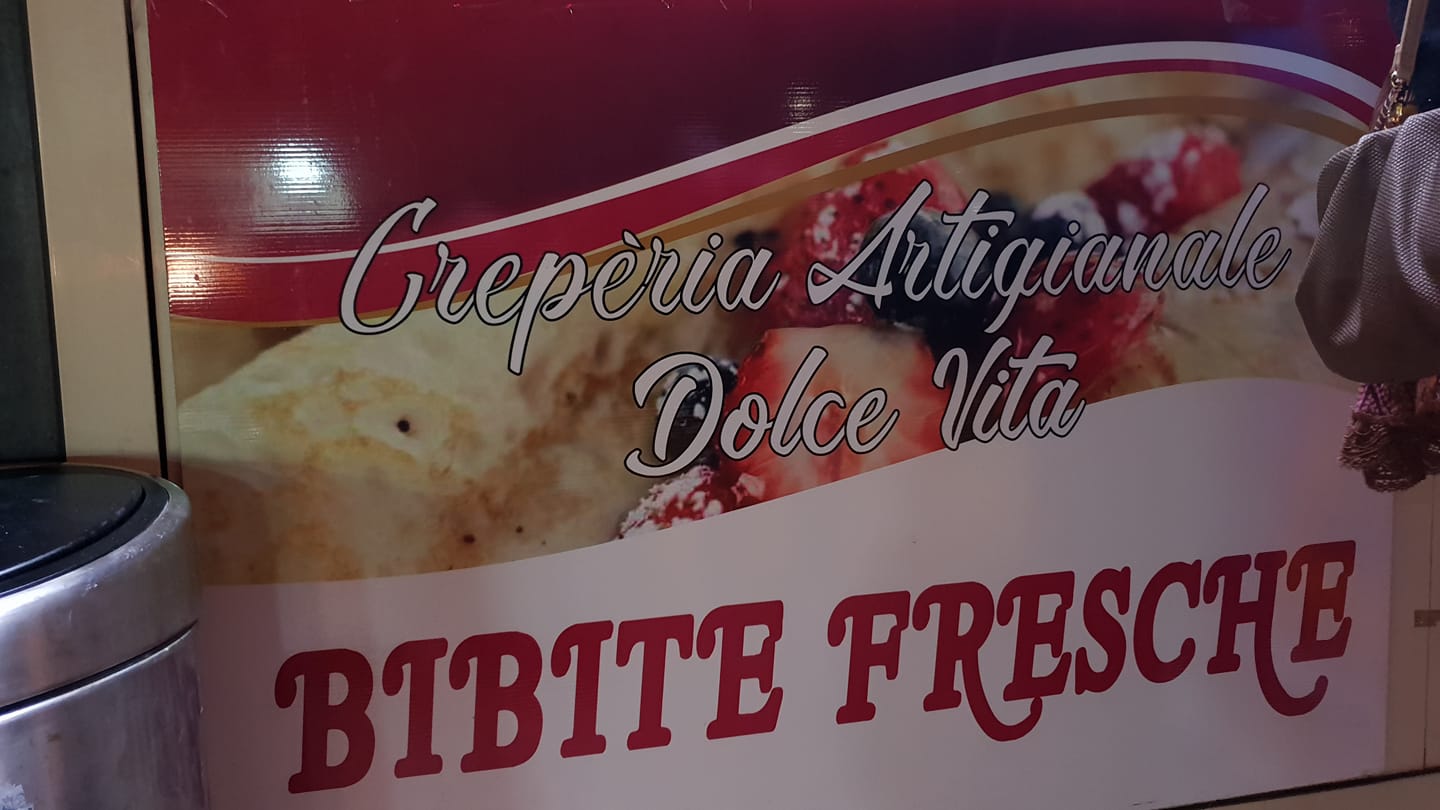 Crepèria Artigianale
Dolce Vita
BIBITE FRESCHE